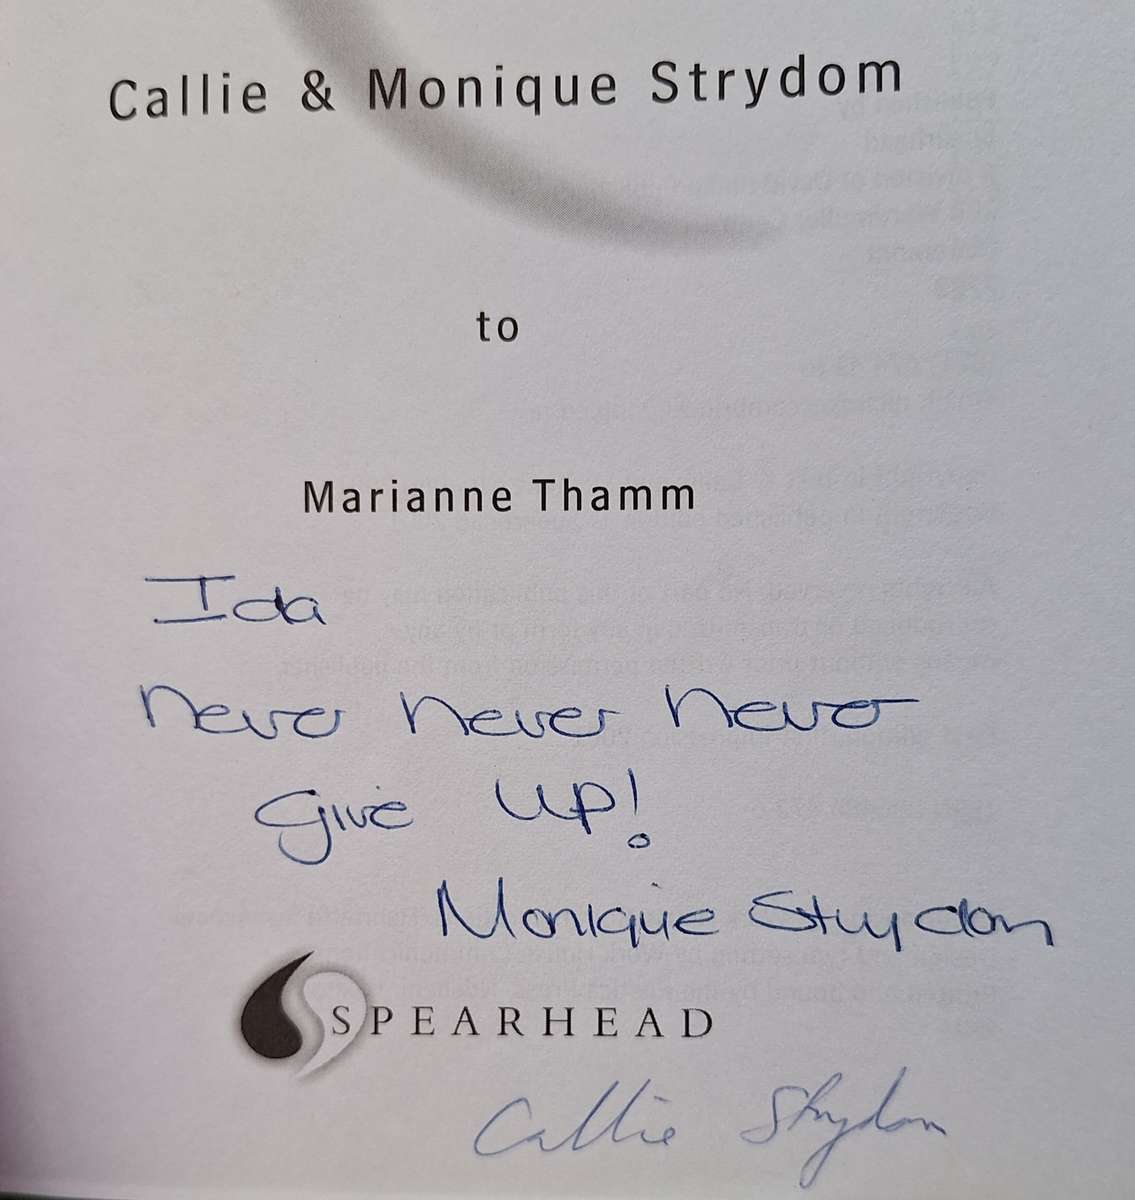 Callie & Monique Strydom
to
Marianne Thamm
Ida
never never never
give up!
Monique Strydom
SPEARHEAD
Callie Strydom